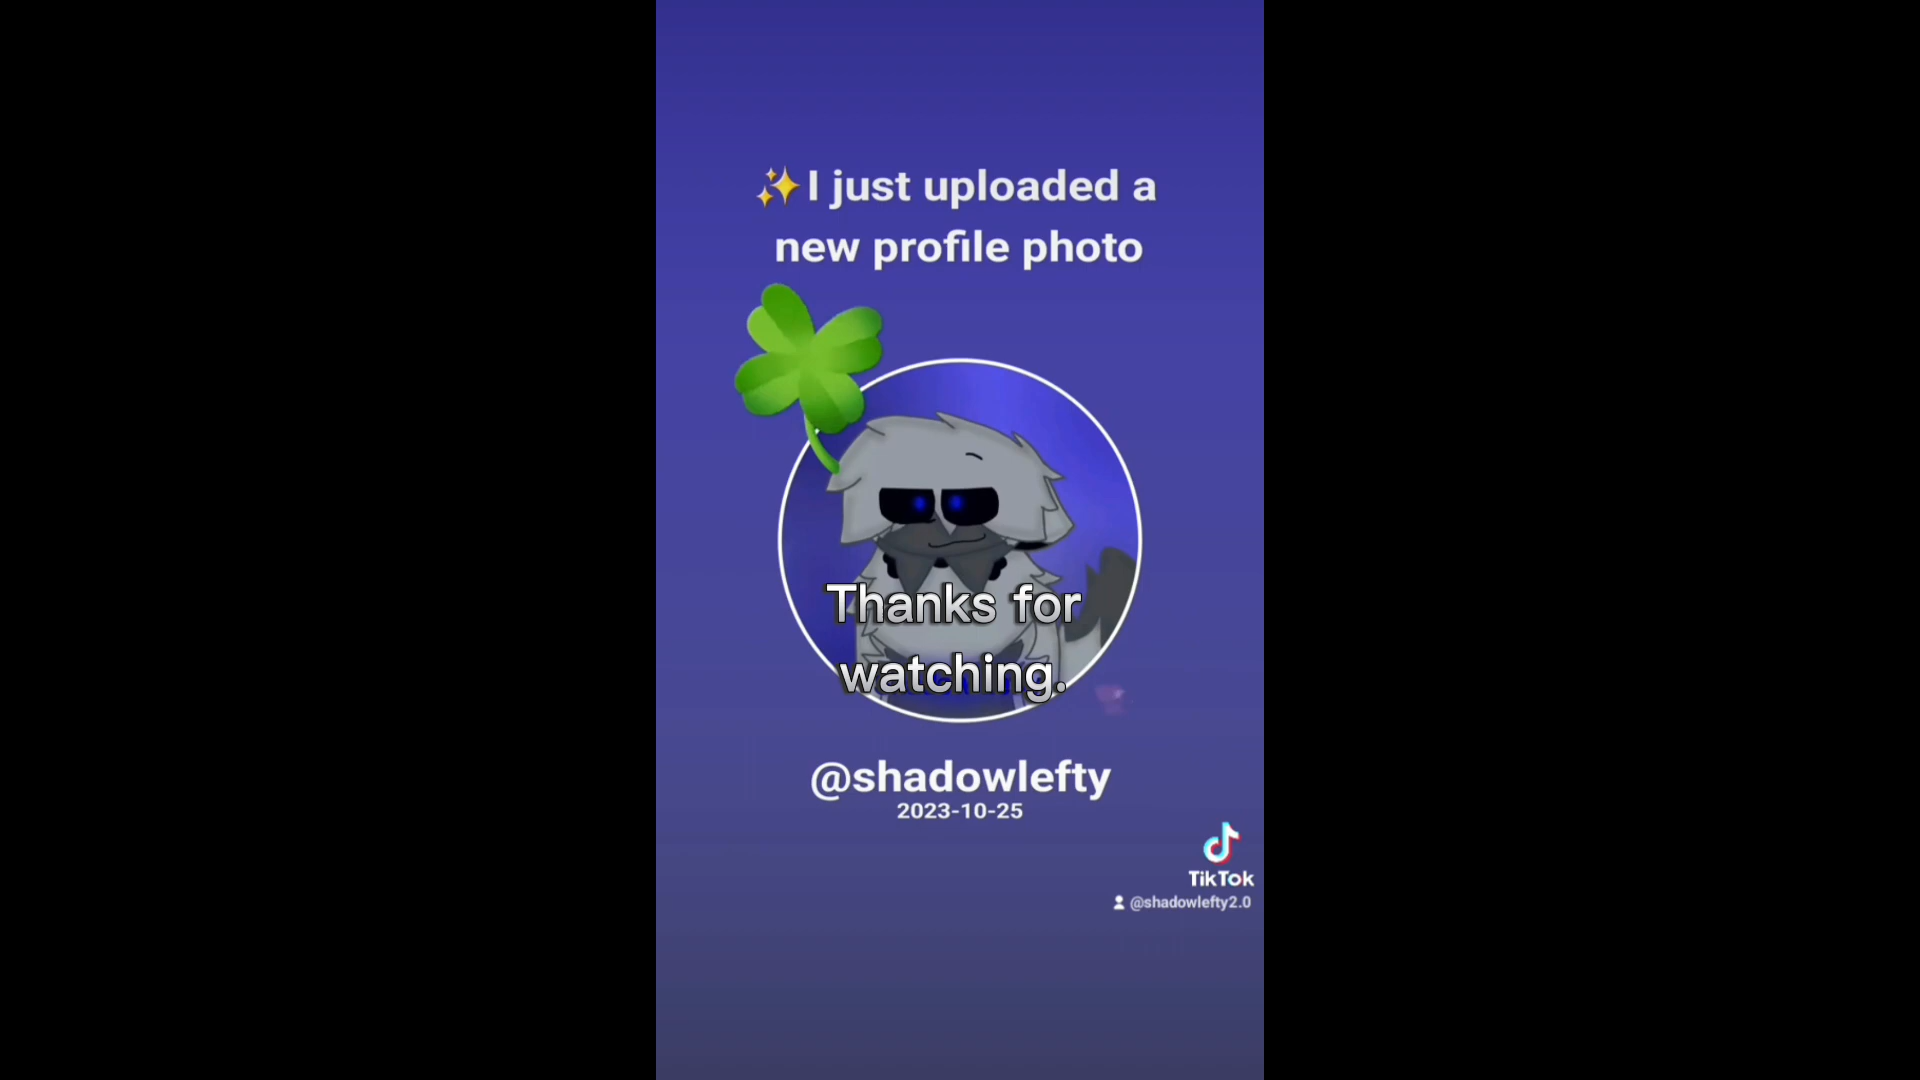 ✨I just uploaded a
new profile photo
Thanks for
watching.
@shadowlefty
2023-10-25
TikTok
@shadowlefty2.0